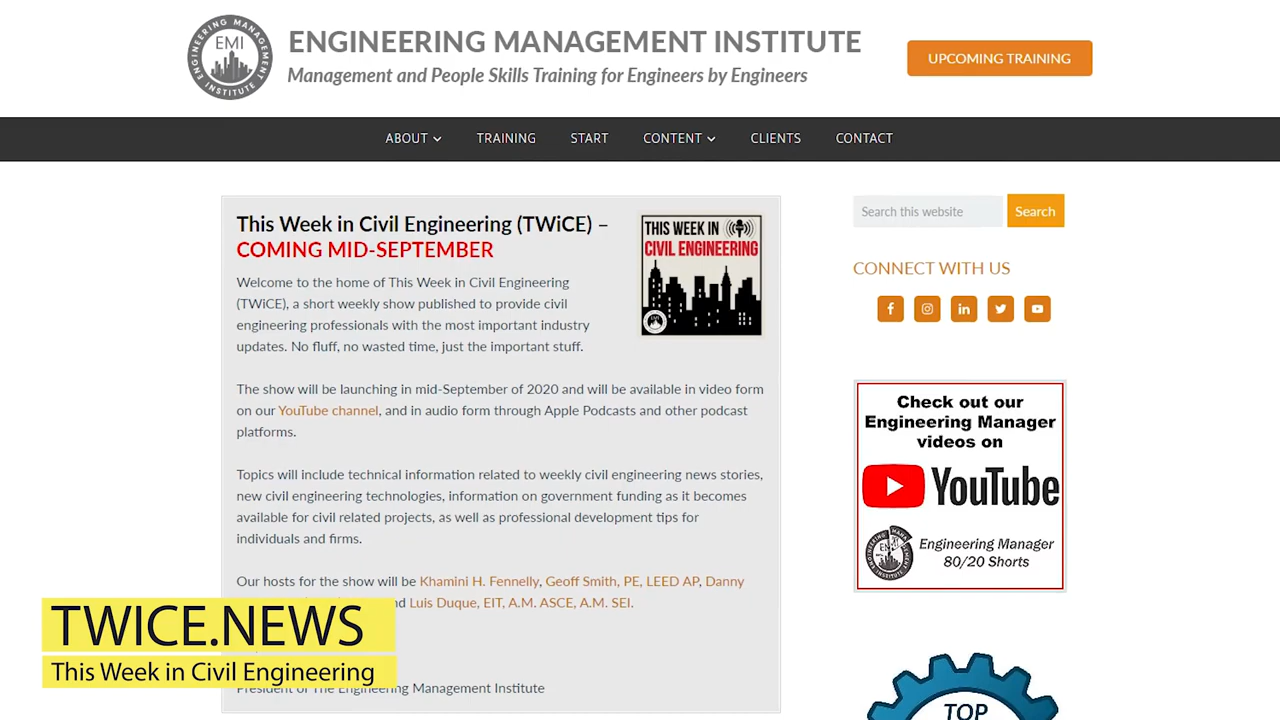 ENGINEERING MANAGEMENT INSTITUTE
EMI
ENGINEERING MANAGEMENT INSTITUTE
Management and People Skills Training for Engineers by Engineers
UPCOMING TRAINING
ABOUT
TRAINING
START
CONTENT
CLIENTS
CONTACT
This Week in Civil Engineering (TWiCE) –
COMING MID-SEPTEMBER
Welcome to the home of This Week in Civil Engineering
(TWiCE), a short weekly show published to provide civil
engineering professionals with the most important industry
updates. No fluff, no wasted time, just the important stuff.
THIS WEEK IN
CIVIL ENGINEERING
The show will be launching in mid-September of 2020 and will be available in video form
on our YouTube channel, and in audio form through Apple Podcasts and other podcast
platforms.
Topics will include technical information related to weekly civil engineering news stories,
new civil engineering technologies, information on government funding as it becomes
available for civil related projects, as well as professional development tips for
individuals and firms.
Our hosts for the show will be Khamini H. Fennelly, Geoff Smith, PE, LEED AP, Danny
Luis Duque, EIT, A.M. ASCE, A.M. SEI.
President of The Engineering Management Institute
TWICE.NEWS
This Week in Civil Engineering
Search this website
Search
CONNECT WITH US
Check out our
Engineering Manager
videos on
YouTube
Engineering Manager
80/20 Shorts
TOP